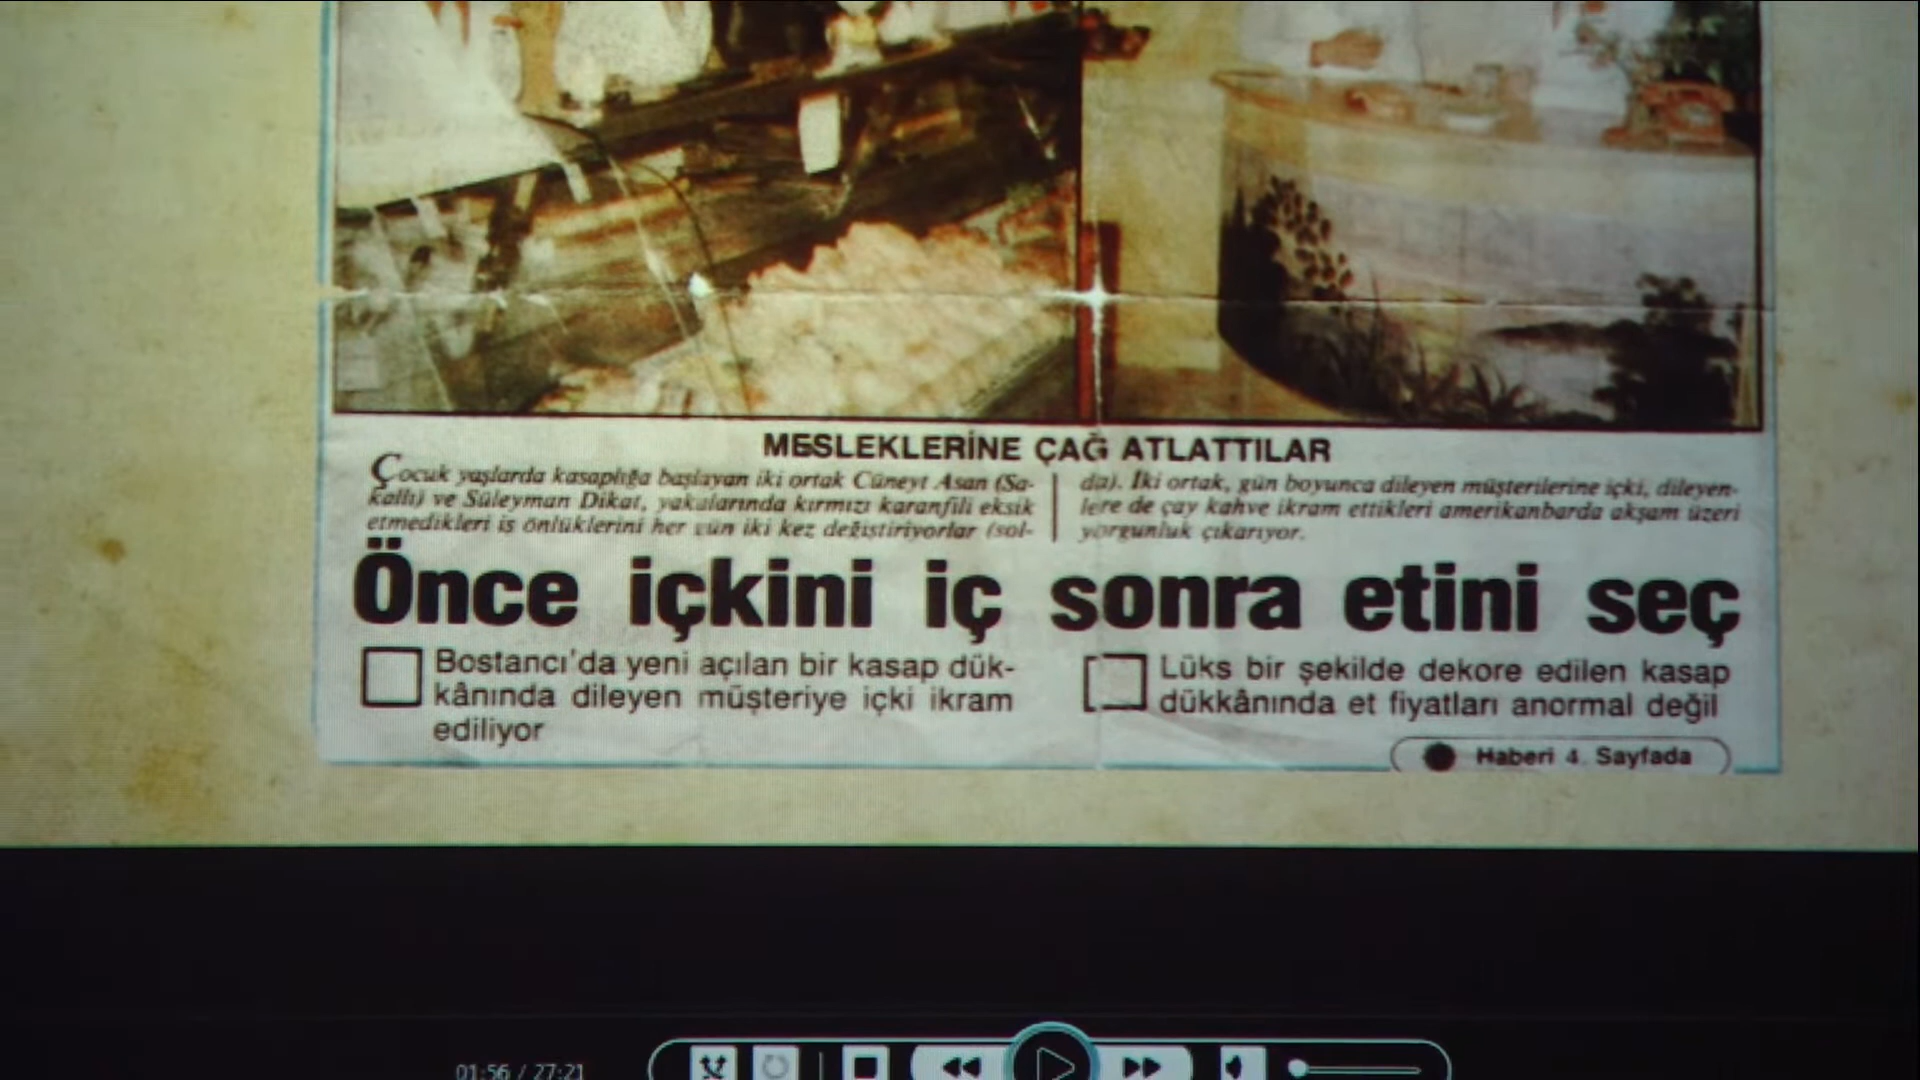 MESLEKLERİNE ÇAĞ ATLATTILAR
Çocuk yaşlarda kasaplığa başlayan iki ortak Cüneyt Asan (Sa-
kallı) ve Süleyman Dikat, yakalarında kırmızı karanfili eksik
etmedikleri iş önlüklerini her gün iki kez değiştiriyorlar (sol-
da). İki ortak, gün boyunca dileyen müşterilerine içki, dileyen-
lere de çay kahve ikram ettikleri amerikanbarda akşam üzeri
yorgunluk çıkarıyor.
Önce içkini iç sonra etini seç
Bostancı'da yeni açılan bir kasap dük-
kânında dileyen müşteriye içki ikram
ediliyor
Lüks bir şekilde dekore edilen kasap
dükkânında et fiyatları anormal değil
Haberi 4. Sayfada
01:56 / 27:21